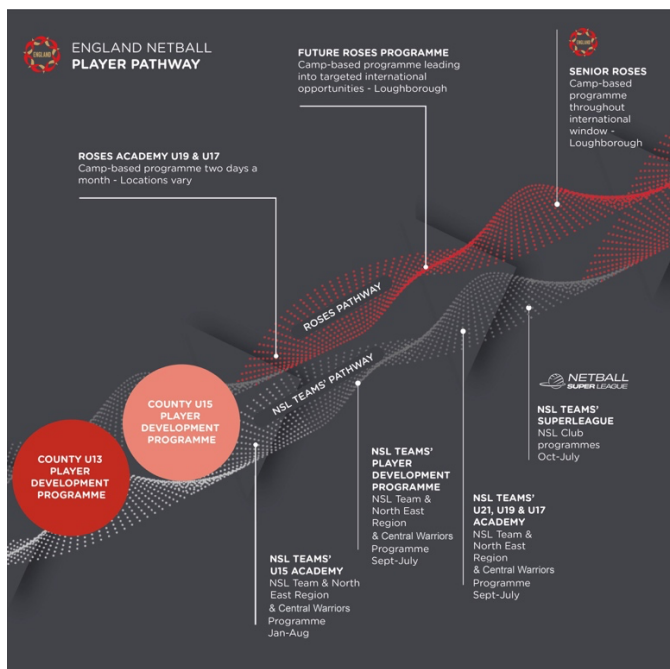 ENGLAND NETBALL
PLAYER PATHWAY
FUTURE ROSES PROGRAMME
Camp-based programme leading
into targeted international
opportunities - Loughborough
SENIOR ROSES
Camp-based
programme
throughout
international
window -
Loughborough
ROSES ACADEMY U19 & U17
Camp-based programme two days a
month - Locations vary
ROSES PATHWAY
NSL TEAMS' PATHWAY
COUNTY U15
PLAYER
DEVELOPMENT
PROGRAMME
COUNTY U13
PLAYER
DEVELOPMENT
PROGRAMME
NETBALL
SUPER LEAGUE
NSL TEAMS'
SUPERLEAGUE
NSL Club
programmes
Oct-July
NSL TEAMS'
PLAYER
DEVELOPMENT
PROGRAMME
NSL Team &
North East
Region
& Central Warriors
Programme
Sept-July
NSL TEAMS'
U21, U19 & U17
ACADEMY
NSL Team &
North East
Region
& Central Warriors
Programme
Sept-July
NSL TEAMS'
U15 ACADEMY
NSL Team & North
East Region
& Central Warriors
Programme
Jan-Aug